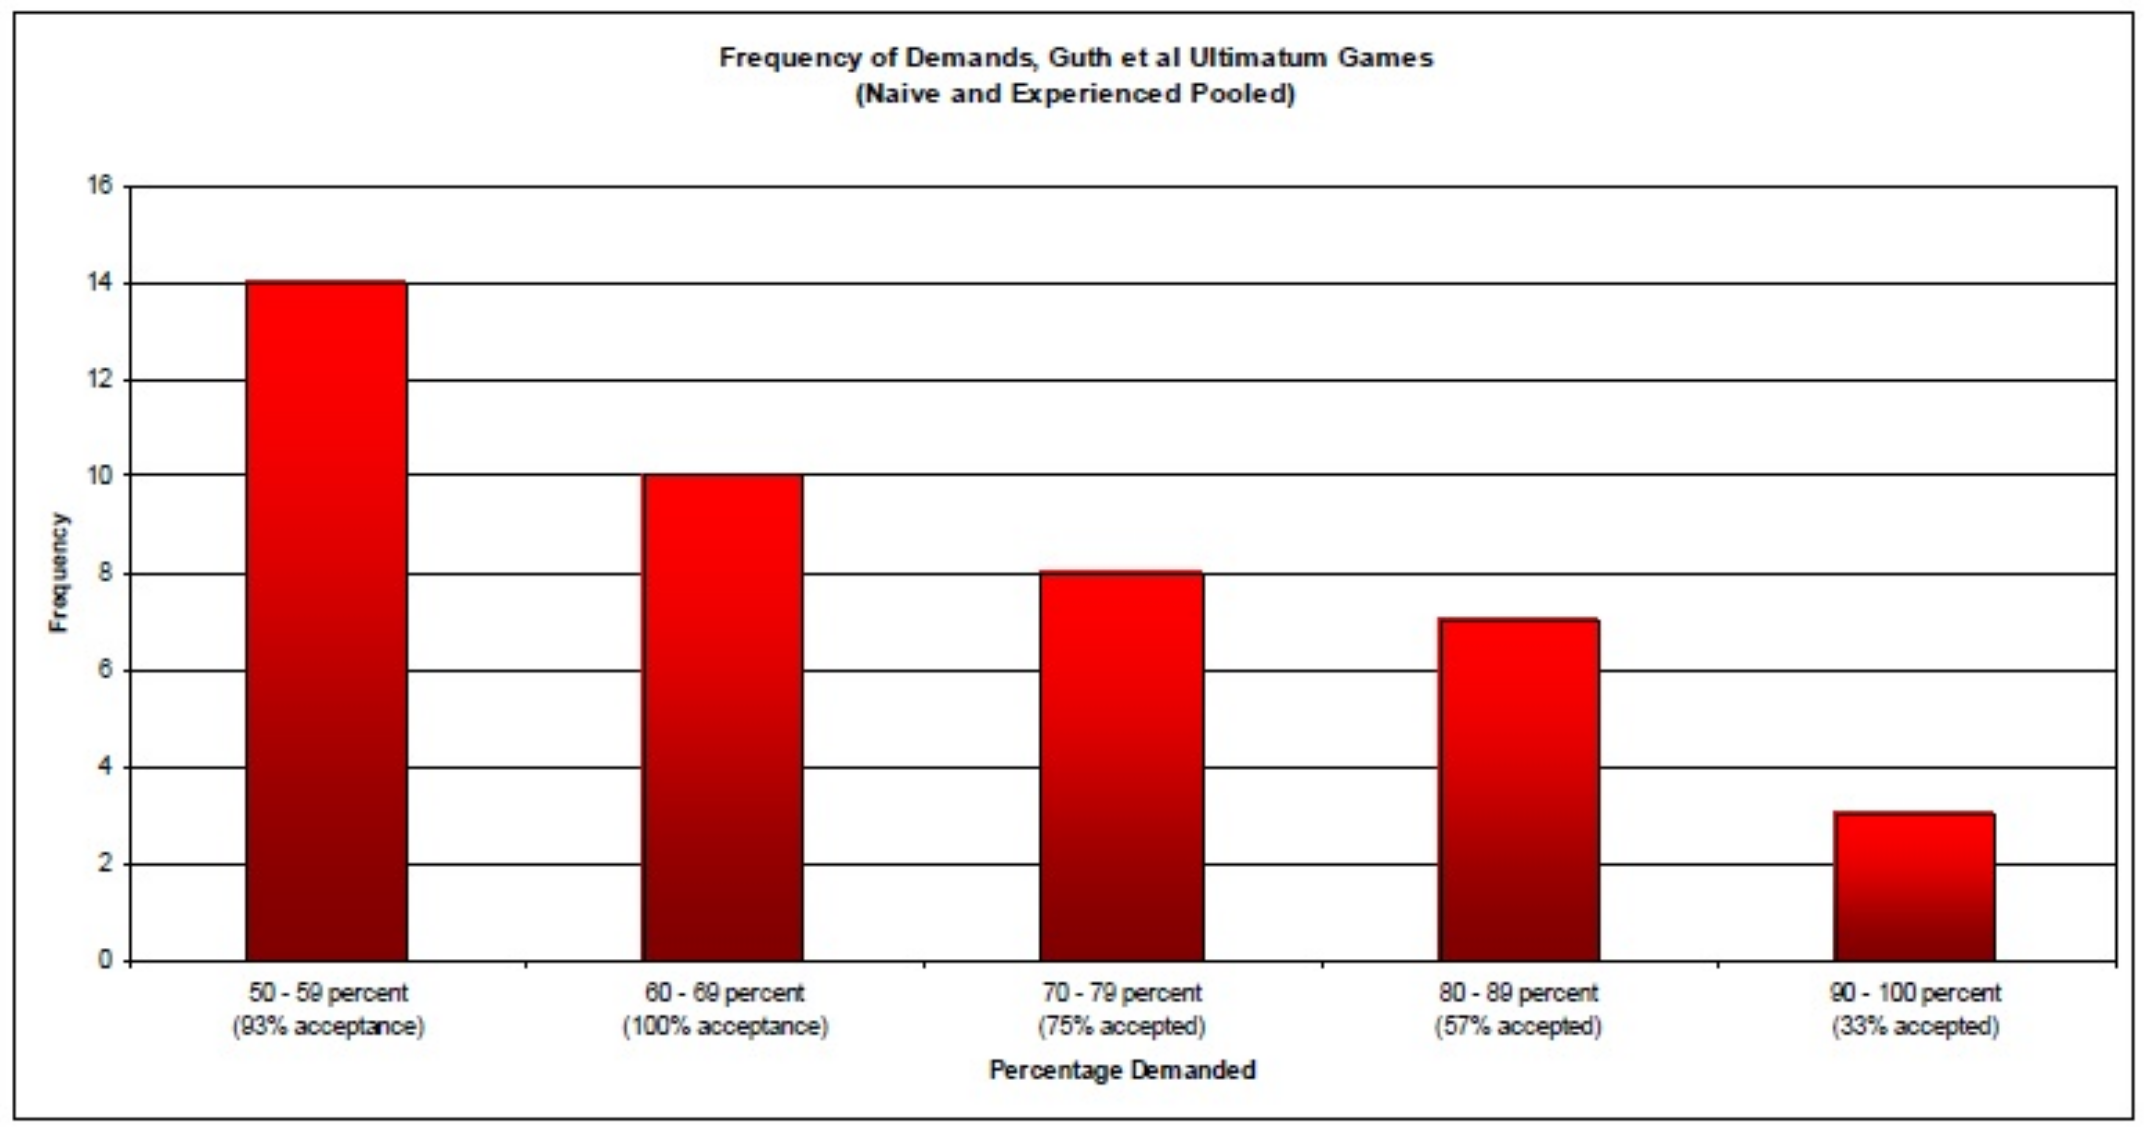 Frequency of Demands, Guth et al Ultimatum Games
(Naive and Experienced Pooled)
16
14
12
10
8
6
4
2
0
Frequency
50 - 59 percent
(93% acceptance)
60 - 69 percent
(100% acceptance)
70 - 79 percent
(75% accepted)
80 - 89 percent
(57% accepted)
90 - 100 percent
(33% accepted)
Percentage Demanded